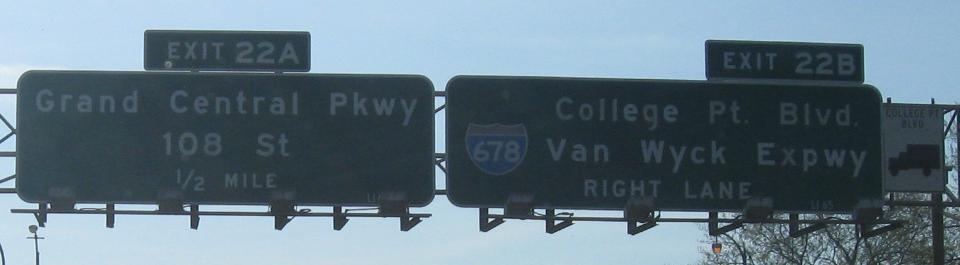 EXIT 22A
Grand Central Pkwy
108 St
1/2 MILE
EXIT 22B
College Pt. Blvd.
678 Van Wyck Expwy
RIGHT LANE
COLLEGE PT
BLVD